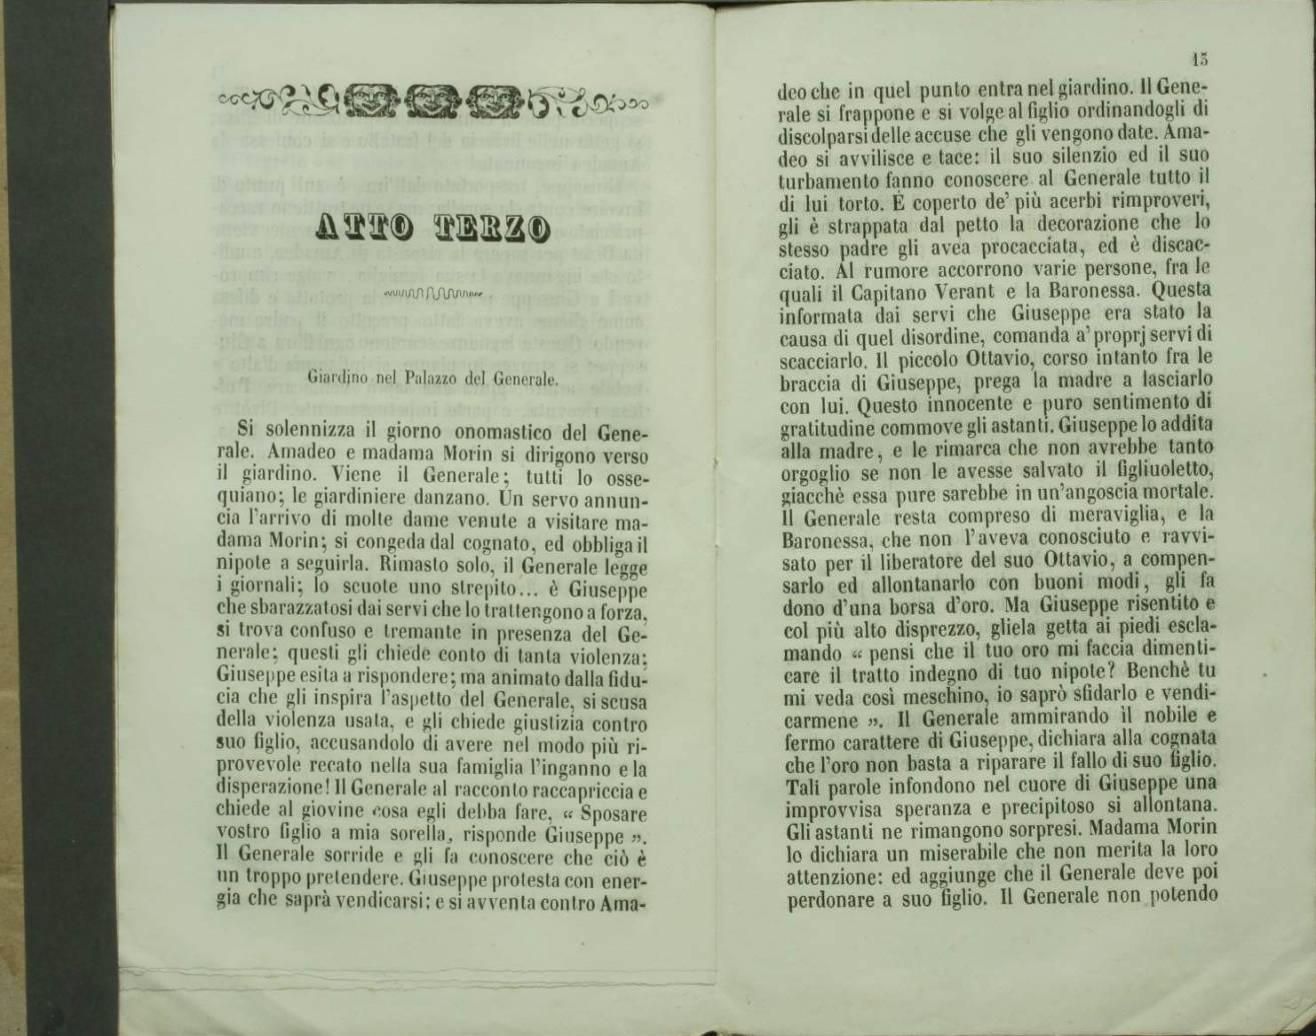 ATTO TERZO
Giardino nel Palazzo del Generale.
Si solennizza il giorno onomastico del Gene-
rale. Amadeo e madama Morin si dirigono verso
il giardino. Viene il Generale; tutti lo osse-
quiano; le giardiniere danzano. Un servo annun-
cia l'arrivo di molte dame venute a visitare ma-
dama Morin; si congeda dal cognato, ed obbliga il
nipote a seguirla. Rimasto solo, il Generale legge
i giornali; lo scuote uno strepito... è Giuseppe
che sbarazzatosi dai servi che lo trattengono a forza,
si trova confuso e tremante in presenza del Ge-
nerale; questi gli chiede conto di tanta violenza;
Giuseppe esita a rispondere; ma animato dalla fidu-
cia che gli inspira l'aspetto del Generale, si scusa
della violenza usata, e gli chiede giustizia contro
suo figlio, accusandolo di avere nel modo più ri-
provevole recato nella sua famiglia l'inganno e la
disperazione! Il Generale al racconto raccapriccia e
chiede al giovine cosa egli debba fare, « Sposare
vostro figlio a mia sorella, risponde Giuseppe ».
Il Generale sorride e gli fa conoscere che ciò è
un troppo pretendere. Giuseppe protesta con ener-
gia che saprà vendicarsi; e si avventa contro Ama-
15
deo che in quel punto entra nel giardino. Il Gene-
rale si frappone e si volge al figlio ordinandogli di
discolparsi delle accuse che gli vengono date. Ama-
deo si avvilisce e tace: il suo silenzio ed il suo
turbamento fanno conoscere al Generale tutto il
di lui torto. È coperto de' più acerbi rimproveri,
gli è strappata dal petto la decorazione che lo
stesso padre gli avea procacciata, ed è discac-
ciato. Al rumore accorrono varie persone, fra le
quali il Capitano Verant e la Baronessa. Questa
informata dai servi che Giuseppe era stato la
causa di quel disordine, comanda a' proprj servi di
scacciarlo. Il piccolo Ottavio, corso intanto fra le
braccia di Giuseppe, prega la madre a lasciarlo
con lui. Questo innocente e puro sentimento di
gratitudine commove gli astanti. Giuseppe lo addita
alla madre, e le rimarca che non avrebbe tanto
orgoglio se non le avesse salvato il figliuoletto,
giacchè essa pure sarebbe in un'angoscia mortale.
Il Generale resta compreso di meraviglia, e la
Baronessa, che non l'aveva conosciuto e ravvi-
sato per il liberatore del suo Ottavio, a compen-
sarlo ed allontanarlo con buoni modi, gli fa
dono d'una borsa d'oro. Ma Giuseppe risentito e
col più alto disprezzo, gliela getta ai piedi escla-
mando « pensi che il tuo oro mi faccia dimenti-
care il tratto indegno di tuo nipote? Benchè tu
mi veda così meschino, io saprò sfidarlo e vendi-
carmene ». Il Generale ammirando il nobile e
fermo carattere di Giuseppe, dichiara alla cognata
che l'oro non basta a riparare il fallo di suo figlio.
Tali parole infondono nel cuore di Giuseppe una
improvvisa speranza e precipitoso si allontana.
Gli astanti ne rimangono sorpresi. Madama Morin
lo dichiara un miserabile che non merita la loro
attenzione: ed aggiunge che il Generale deve poi
perdonare a suo figlio. Il Generale non potendo